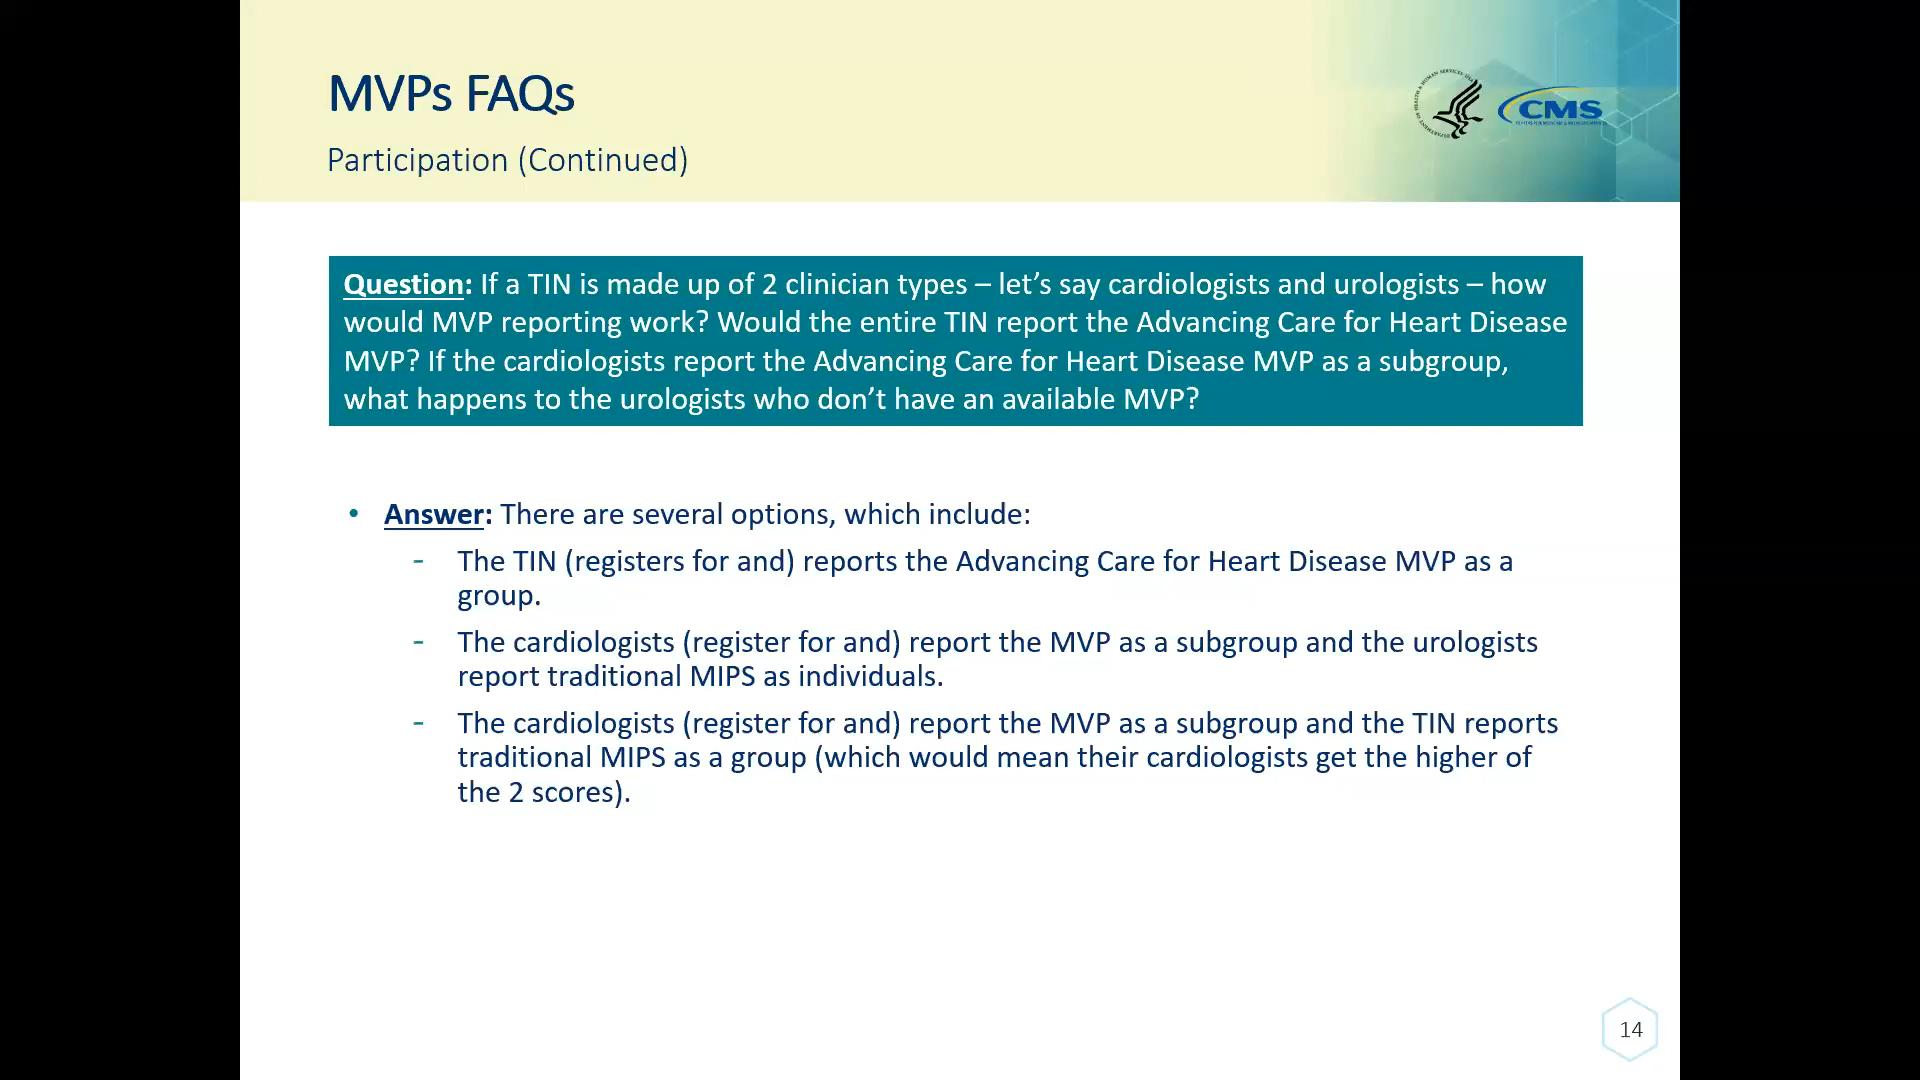 MVPs FAQs
Participation (Continued)
CMS
Question: If a TIN is made up of 2 clinician types – let’s say cardiologists and urologists – how
would MVP reporting work? Would the entire TIN report the Advancing Care for Heart Disease
MVP? If the cardiologists report the Advancing Care for Heart Disease MVP as a subgroup,
what happens to the urologists who don’t have an available MVP?
• Answer: There are several options, which include:
- The TIN (registers for and) reports the Advancing Care for Heart Disease MVP as a
group.
- The cardiologists (register for and) report the MVP as a subgroup and the urologists
report traditional MIPS as individuals.
- The cardiologists (register for and) report the MVP as a subgroup and the TIN reports
traditional MIPS as a group (which would mean their cardiologists get the higher of
the 2 scores).
14